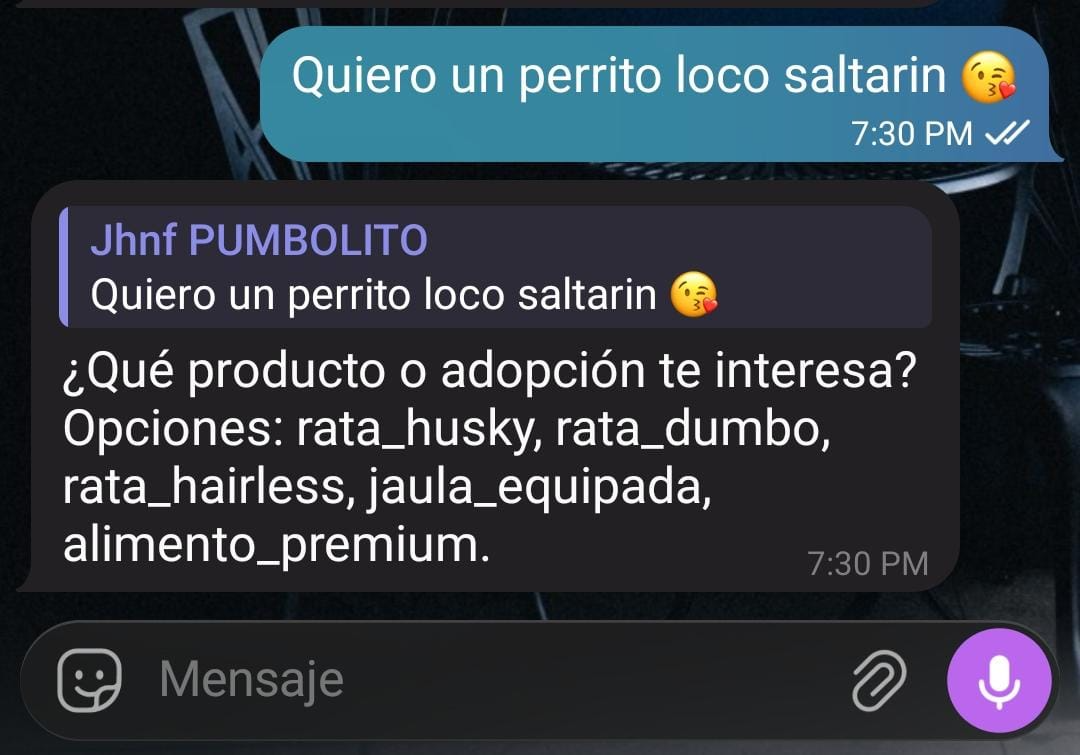 Quiero un perrito loco saltarin 😘
7:30 PM
Jhnf PUMBOLITO
Quiero un perrito loco saltarin 😘
¿Qué producto o adopción te interesa?
Opciones: rata_husky, rata_dumbo,
rata_hairless, jaula_equipada,
alimento_premium.
7:30 PM
Mensaje